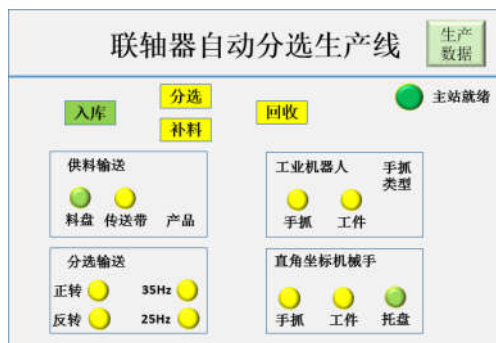 联轴器自动分选生产线
生产
数据
主站就绪
入库
分选
补料
回收
供料输送
料盘 传送带 产品
工业机器人
手抓
类型
手抓 工件
分选输送
正转 35Hz
反转 25Hz
直角坐标机械手
手抓 工件 托盘